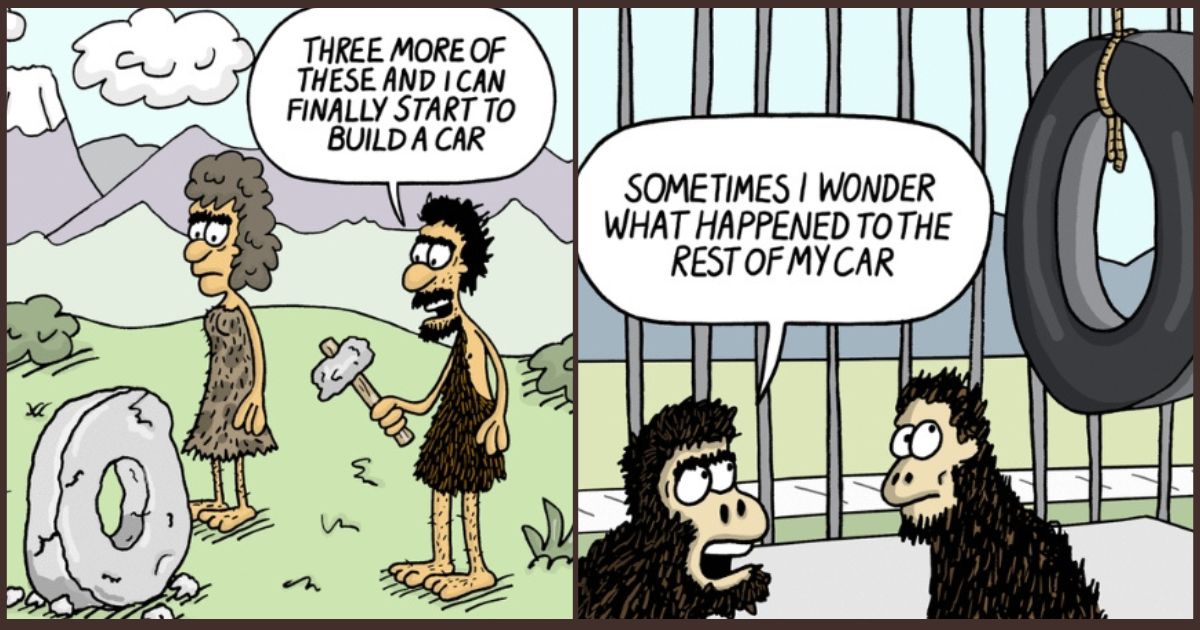 THREE MORE OF
THESE AND I CAN
FINALLY START TO
BUILD A CAR
SOMETIMES I WONDER
WHAT HAPPENED TO THE
REST OF MY CAR